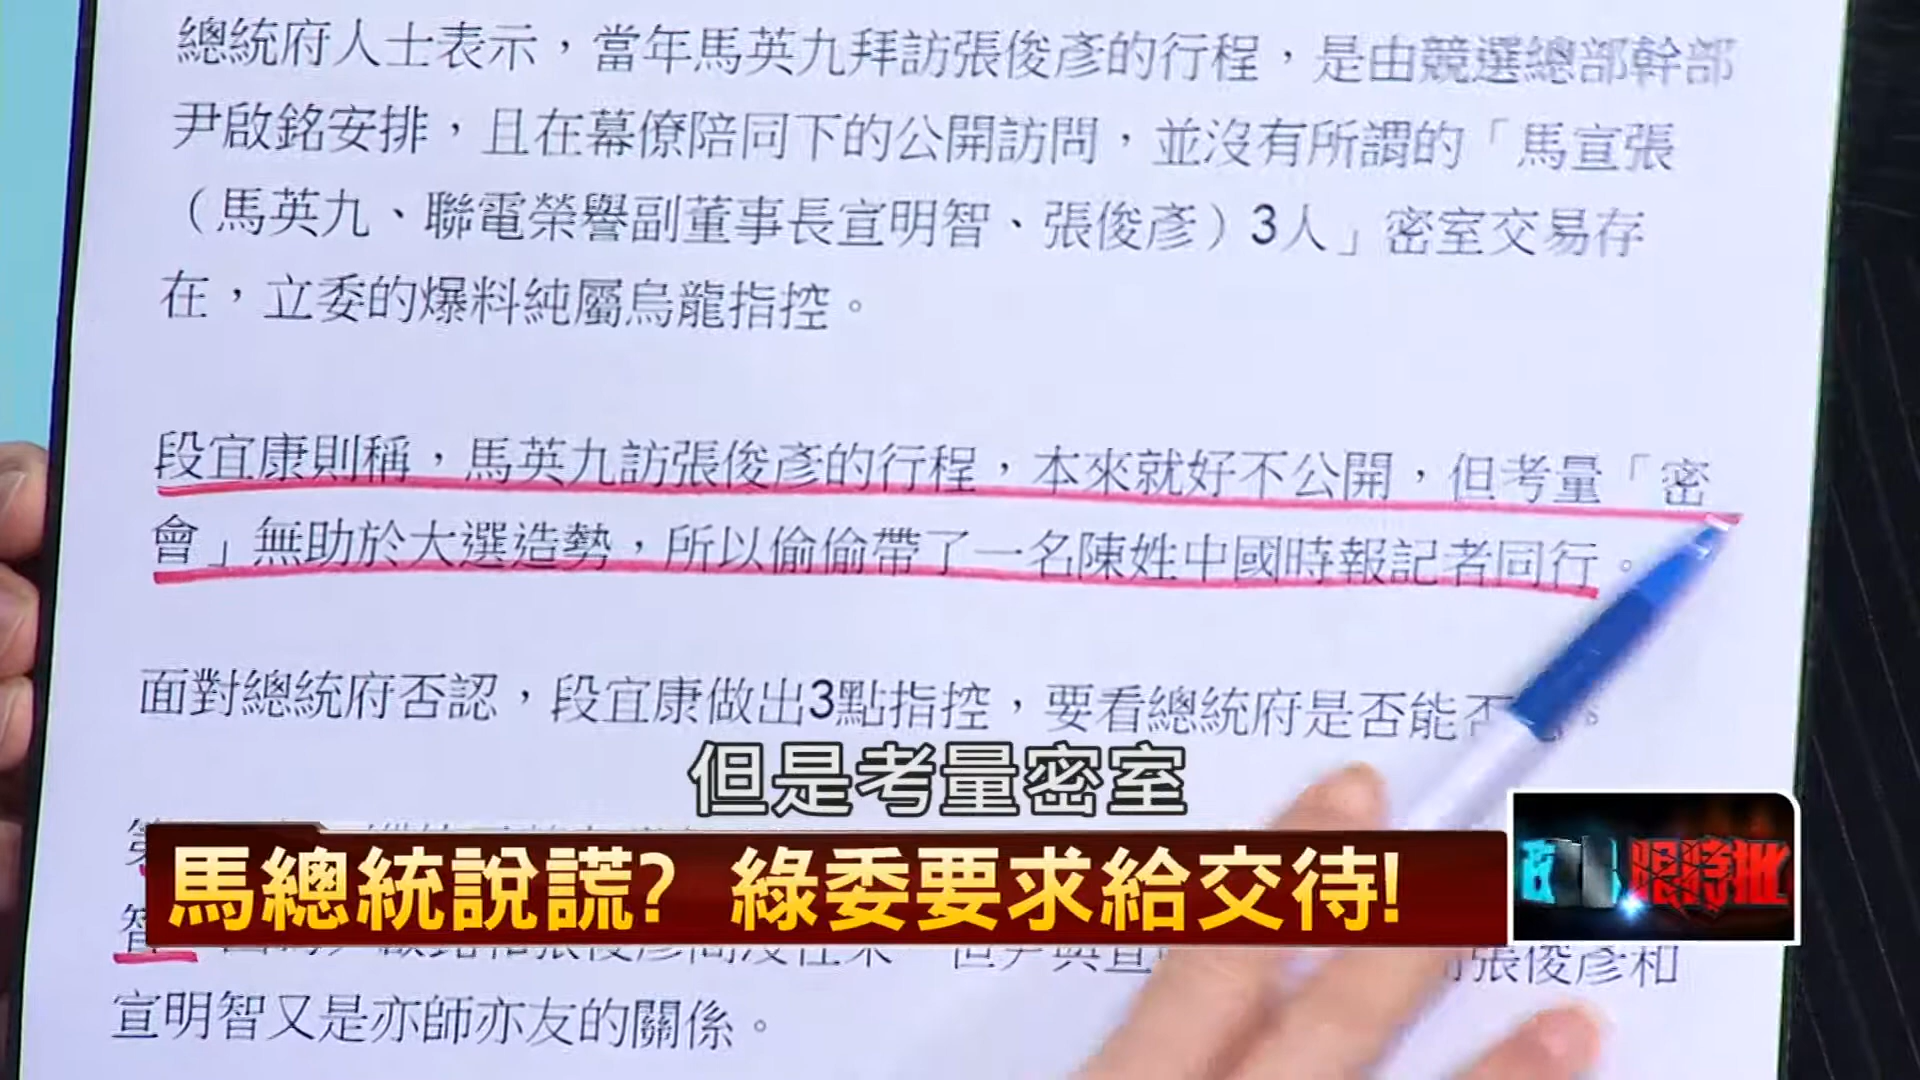 總統府人士表示，當年馬英九拜訪張俊彥的行程，是由競選總部幹部
尹啟銘安排，且在幕僚陪同下的公開訪問，並沒有所謂的「馬宣張
（馬英九、聯電榮譽副董事長宣明智、張俊彥）3人」密室交易存
在，立委的爆料純屬烏龍指控。
段宜康則稱，馬英九訪張俊彥的行程，本來就好不公開，但考量「密
會」無助於大選造勢，所以偷偷帶了一名陳姓中國時報記者同行。
面對總統府否認，段宜康做出3點指控，要看總統府是否能否
但是考量密室
馬總統說謊？綠委要求給交待！
張俊彥和
宣明智又是亦師亦友的關係。